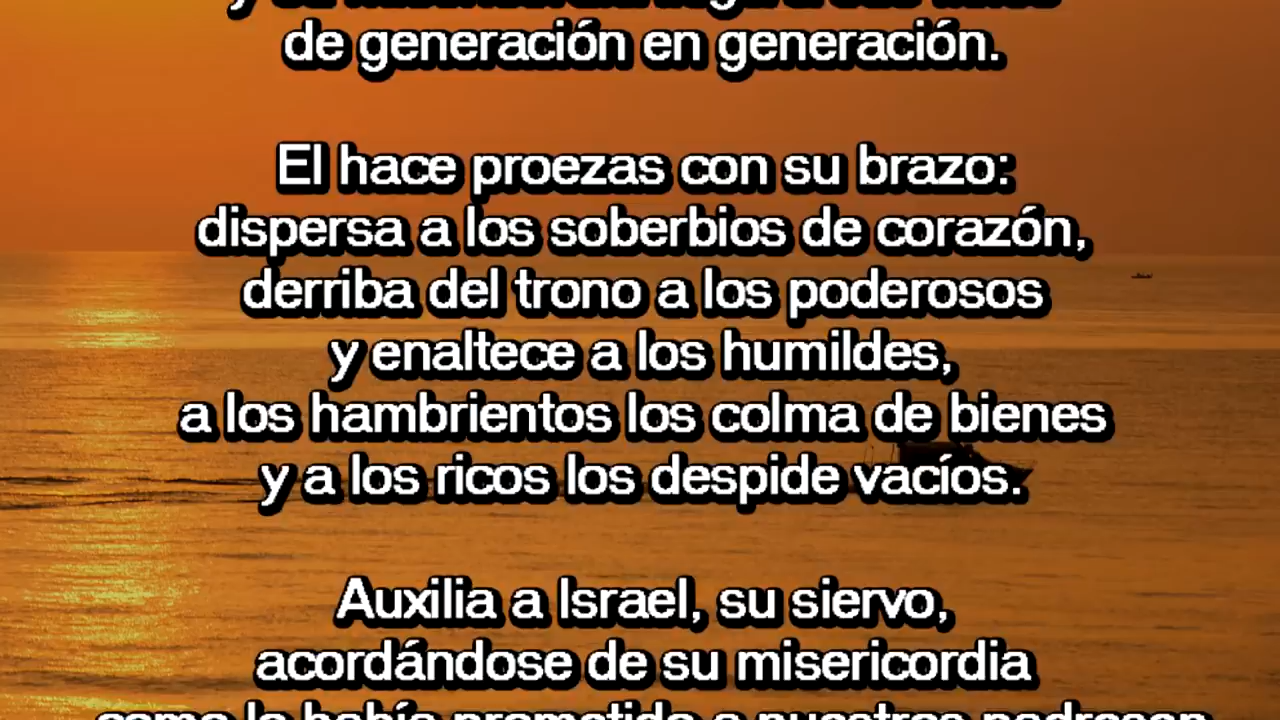 de generación en generación.
El hace proezas con su brazo:
dispersa a los soberbios de corazón,
derriba del trono a los poderosos
y enaltece a los humildes,
a los hambrientos los colma de bienes
y a los ricos los despide vacíos.
Auxilia a Israel, su siervo,
acordándose de su misericordia